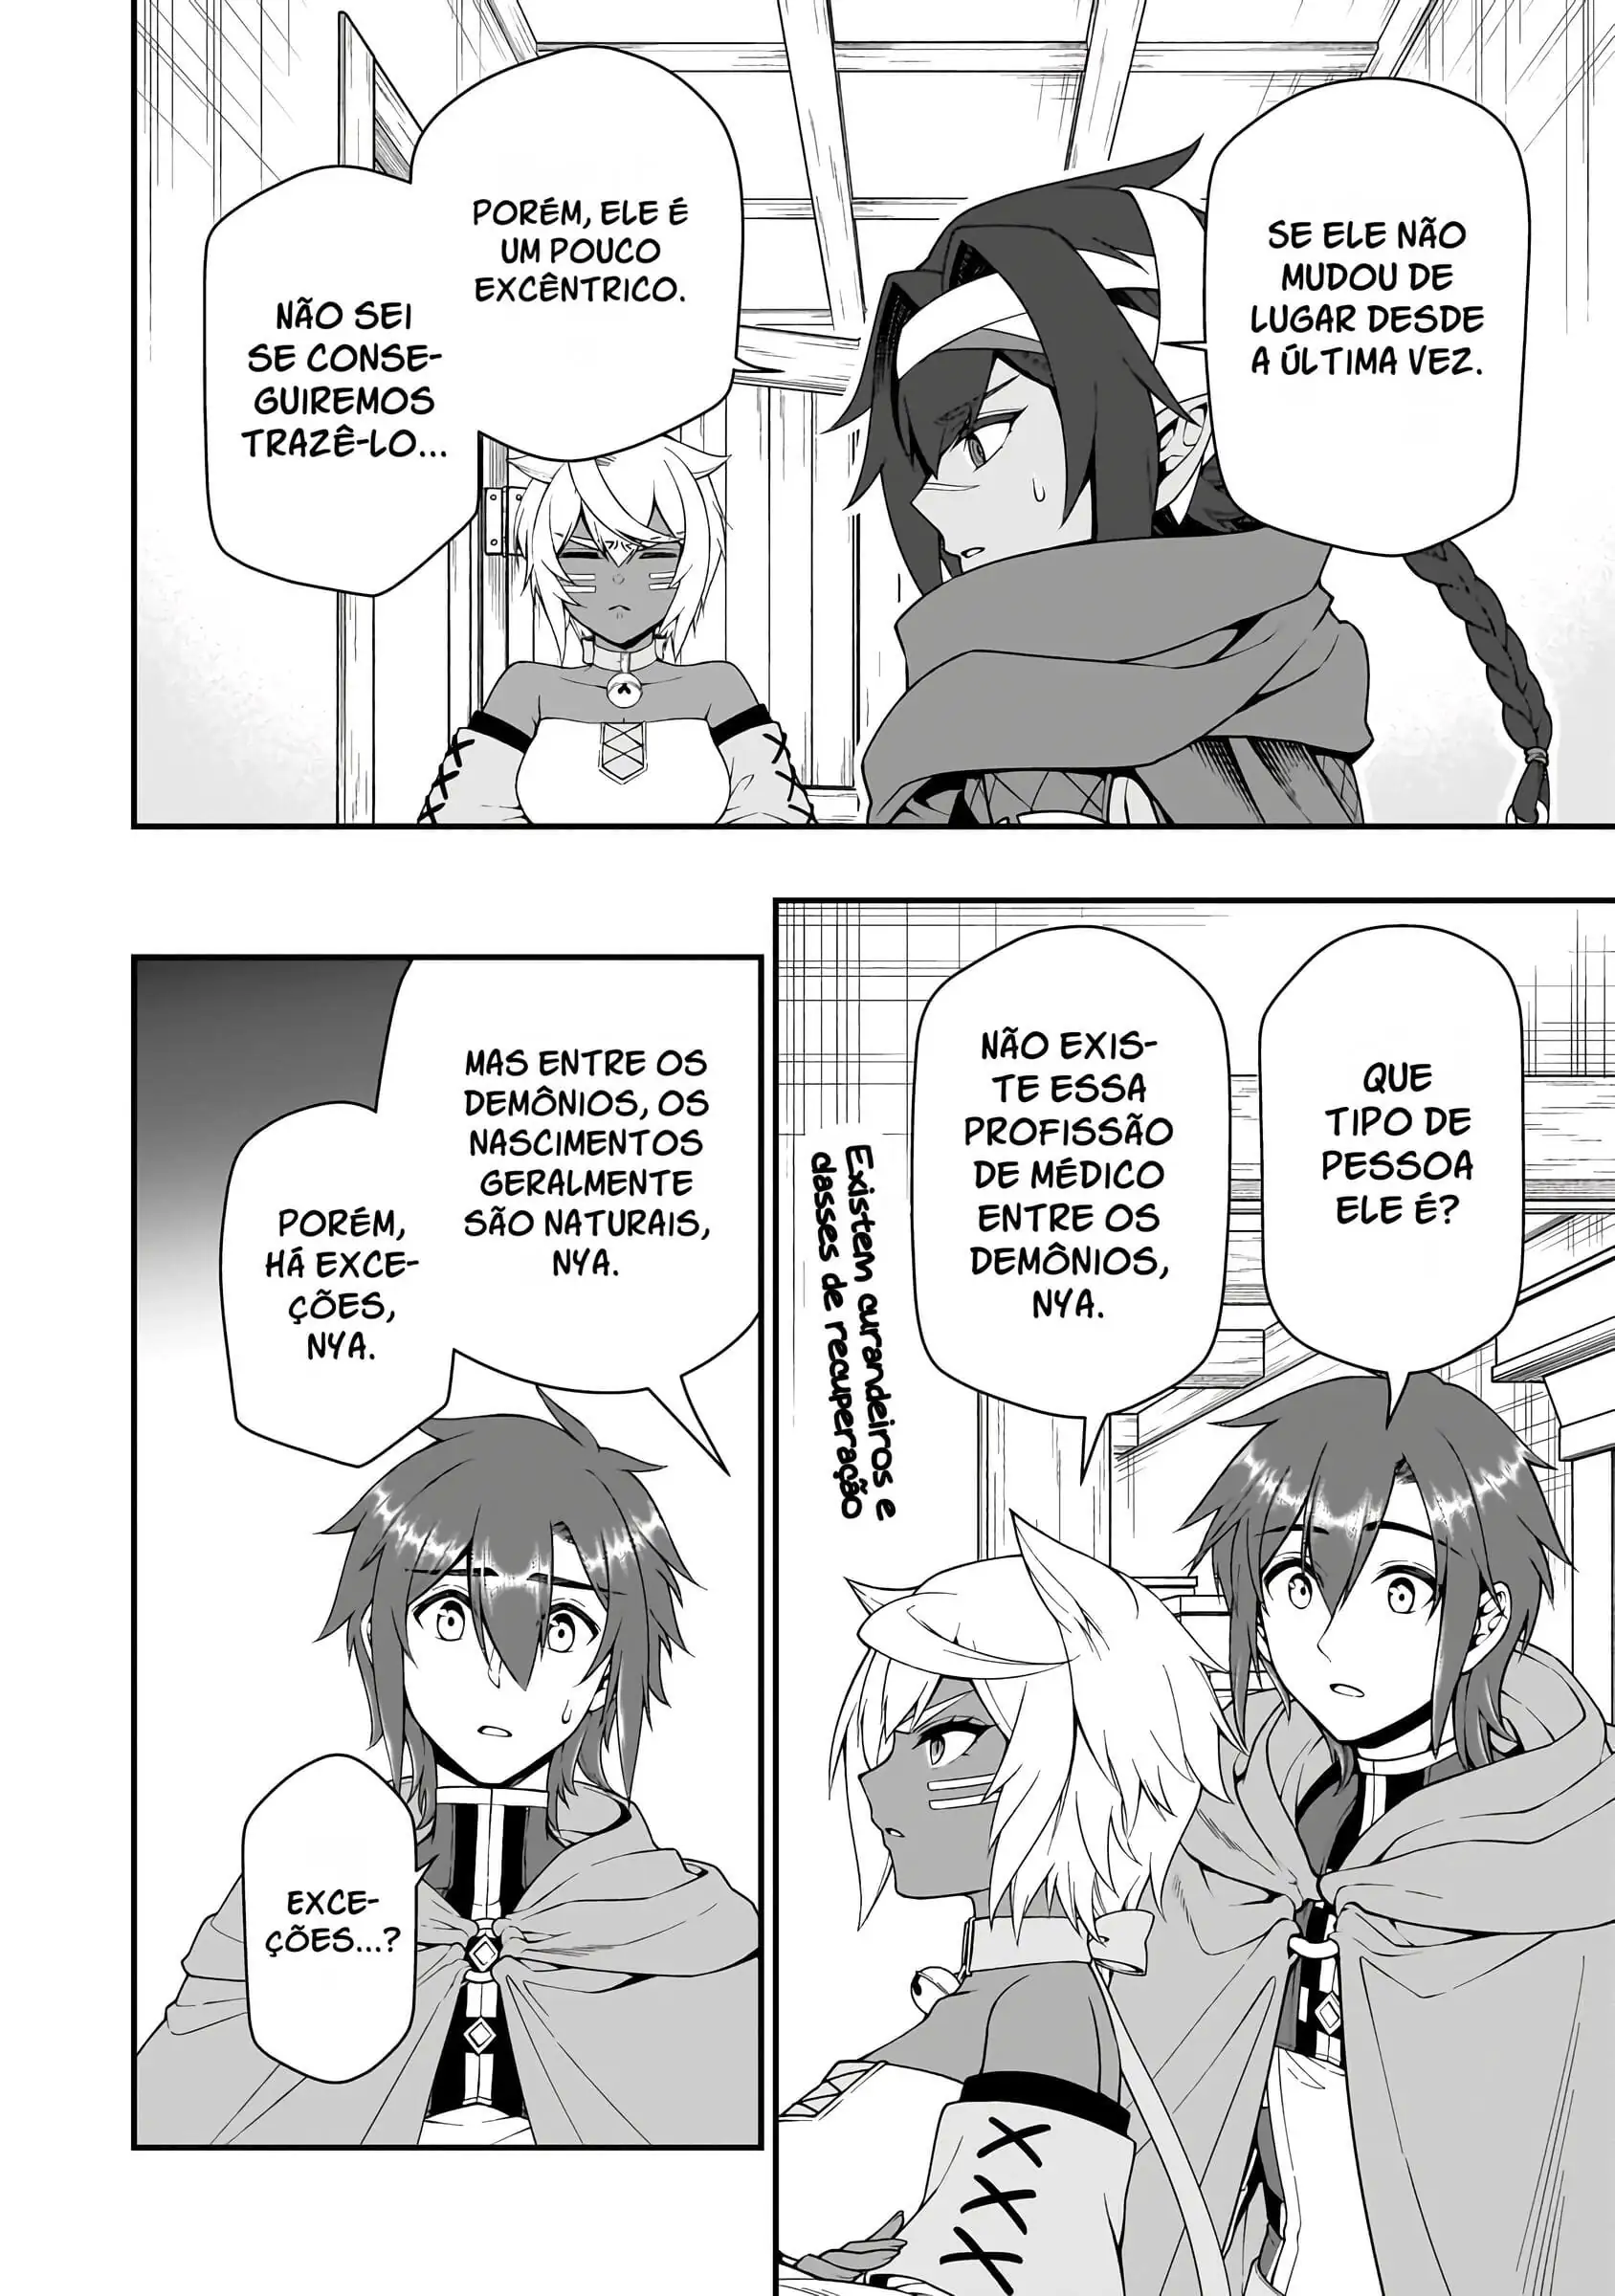 SE ELE NÃO
MUDOU DE
LUGAR DESDE
A ÚLTIMA VEZ.
PORÉM, ELE É
UM POUCO
EXCÊNTRICO.
NÃO SEI
SE CONSE-
GUIREMOS
TRAZÊ-LO...
QUE
TIPO DE
PESSOA
ELE É?
NÃO EXIS-
TE ESSA
PROFISSÃO
DE MÉDICO
ENTRE OS
DEMÔNIOS,
NYA.
Existem curandeiros e
classes de recuperação
MAS ENTRE OS
DEMÔNIOS, OS
NASCIMENTOS
GERALMENTE
SÃO NATURAIS,
NYA.
PORÉM,
HÁ EXCE-
ÇÕES,
NYA.
EXCE-
ÇÕES...?